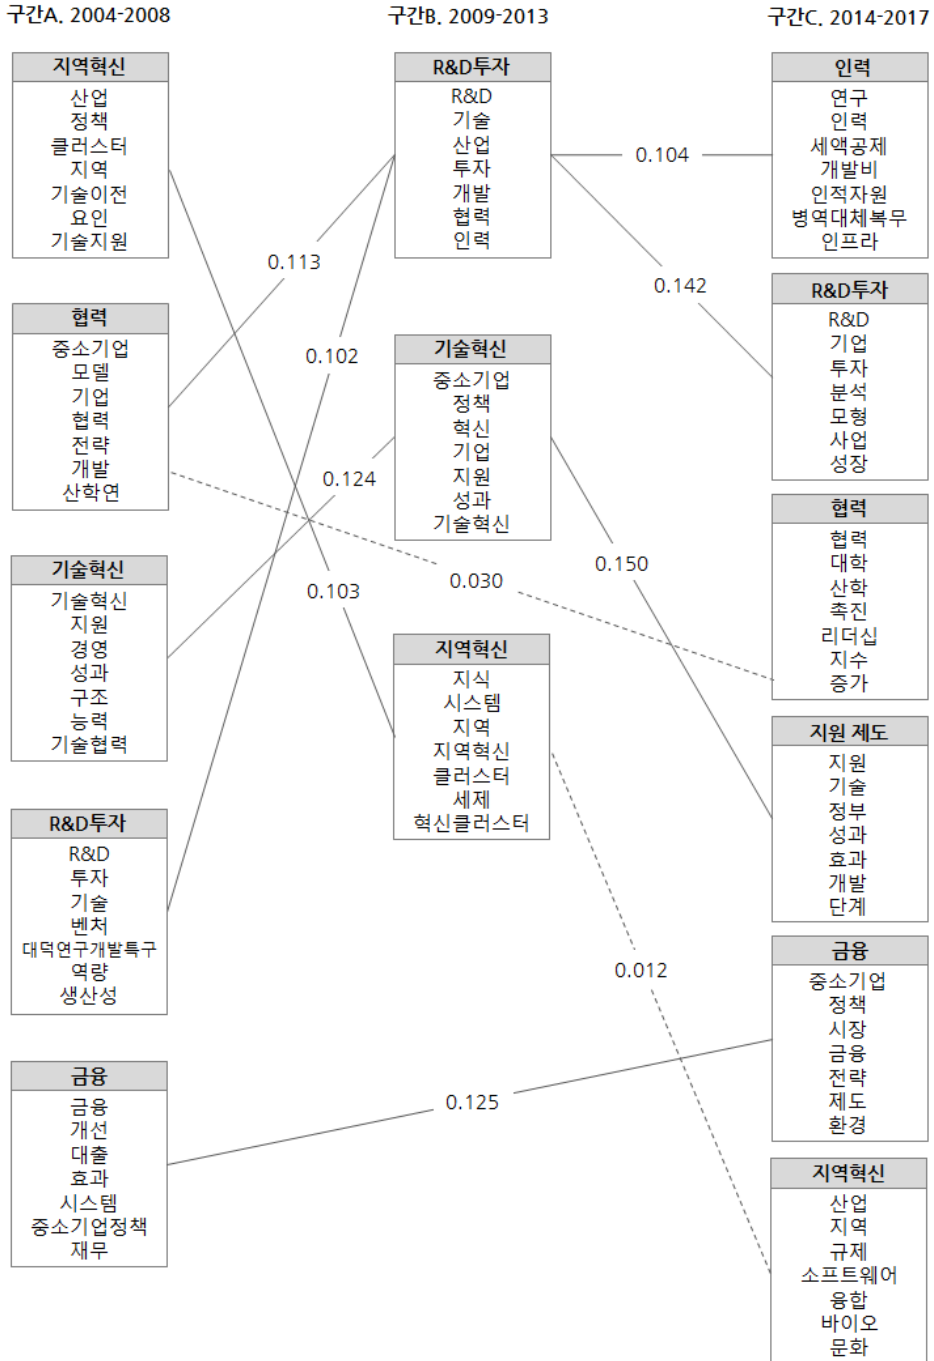 구간A. 2004-2008
지역혁신
산업
정책
클러스터
지역
기술이전
요인
기술지원
협력
중소기업
모델
기업
협력
전략
개발
산학연
기술혁신
기술혁신
지원
경영
성과
구조
능력
기술협력
R&D투자
R&D
투자
기술
벤처
대덕연구개발특구
역량
생산성
금융
금융
개선
대출
효과
시스템
중소기업정책
재무
0.113
0.102
0.124
0.103
0.030
0.125
구간B. 2009-2013
R&D투자
R&D
기술
산업
투자
개발
협력
인력
기술혁신
중소기업
정책
혁신
기업
지원
성과
기술혁신
지역혁신
지식
시스템
지역
지역혁신
클러스터
세제
혁신클러스터
0.104
0.142
0.150
0.012
구간C. 2014-2017
인력
연구
인력
세액공제
개발비
인적자원
병역대체복무
인프라
R&D투자
R&D
기업
투자
분석
모형
사업
성장
협력
협력
대학
산학
촉진
리더십
지수
증가
지원 제도
지원
기술
정부
성과
효과
개발
단계
금융
중소기업
정책
시장
금융
전략
제도
환경
지역혁신
산업
지역
규제
소프트웨어
융합
바이오
문화